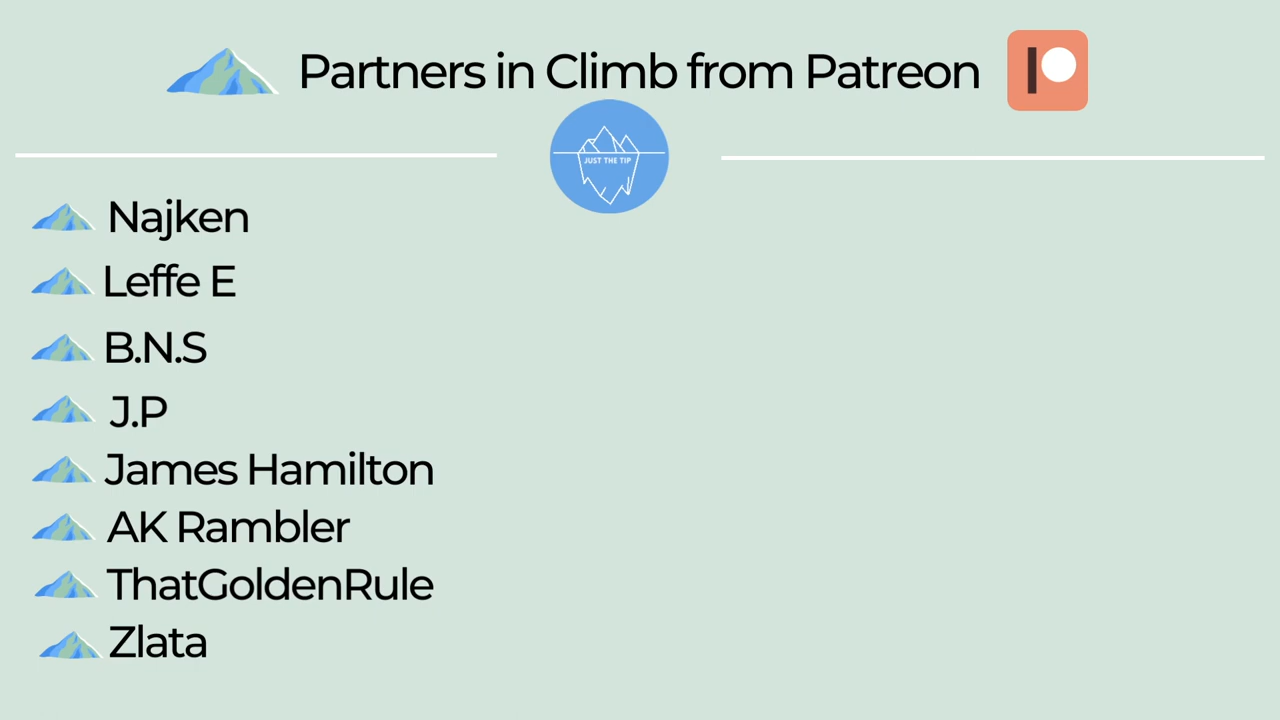 Partners in Climb from Patreon
JUST THE TIP
Najken
Leffe E
B.N.S
J.P
James Hamilton
AK Rambler
ThatGoldenRule
Zlata